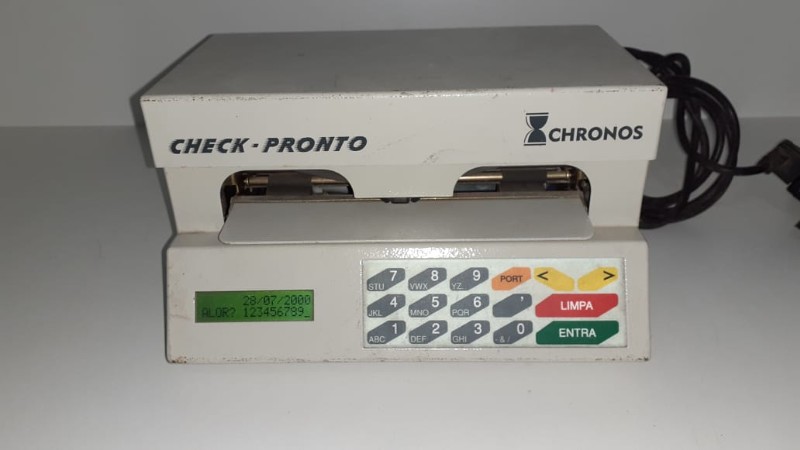 CHECK-PRONTO
CHRONOS
28/07/2000
ALOR? 123456789_
7 8 9 PORT < >
STU VWX YZ.
4 5 6 , LIMPA
JKL MNO PQR
1 2 3 0 ENTRA
ABC DEF GHI -&/